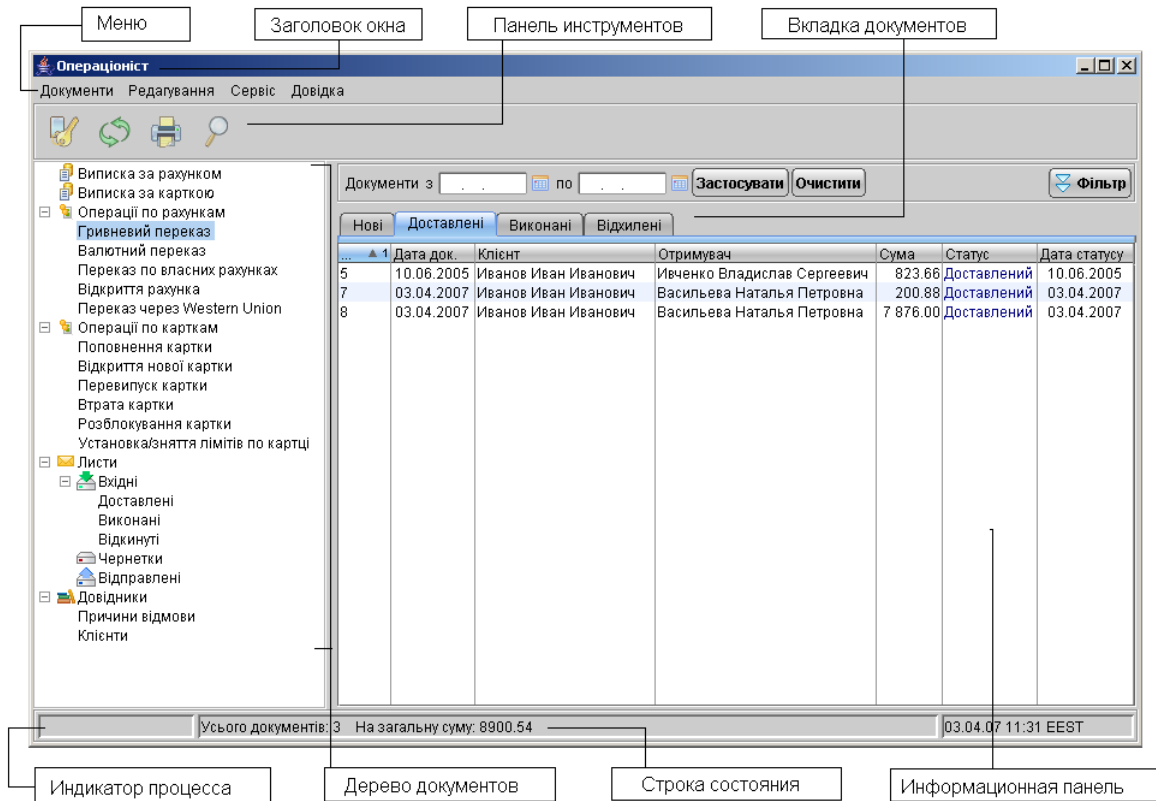 Меню
Заголовок окна
Панель инструментов
Вкладка документов
Операціоніст
Документи Редагування Сервіс Довідка
Виписка за рахунком
Виписка за карткою
Операції по рахункам
Гривневий переказ
Валютний переказ
Переказ по власних рахунках
Відкриття рахунка
Переказ через Western Union
Операції по карткам
Поповнення картки
Відкриття нової картки
Перевипуск картки
Втрата картки
Розблокування картки
Установка/зняття лімітів по картці
Листи
Вхідні
Доставлені
Виконані
Відкинуті
Чернетки
Відправлені
Довідники
Причини відмови
Клієнти
Документи з . . по . . Застосувати Очистити Фільтр
Нові Доставлені Виконані Відхилені
... 1 Дата док. Клієнт Отримувач Сума Статус Дата статусу
5 10.06.2005 Иванов Иван Иванович Ивченко Владислав Сергеевич 823.66 Доставлений 10.06.2005
7 03.04.2007 Иванов Иван Иванович Васильева Наталья Петровна 200.88 Доставлений 03.04.2007
8 03.04.2007 Иванов Иван Иванович Васильева Наталья Петровна 7 876.00 Доставлений 03.04.2007
Усього документів: 3 На загальну суму: 8900.54
03.04.07 11:31 EEST
Индикатор процесса
Дерево документов
Строка состояния
Информационная панель